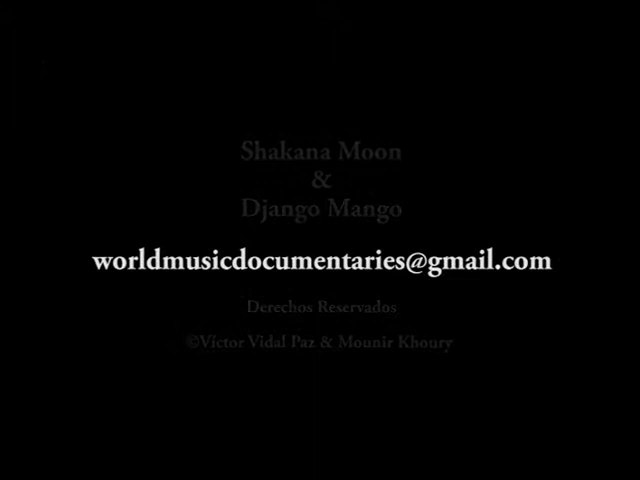 Shakana Moon
&
Django Mango
worldmusicdocumentaries@gmail.com
Derechos Reservados
©Víctor Vidal Paz & Mounir Khoury